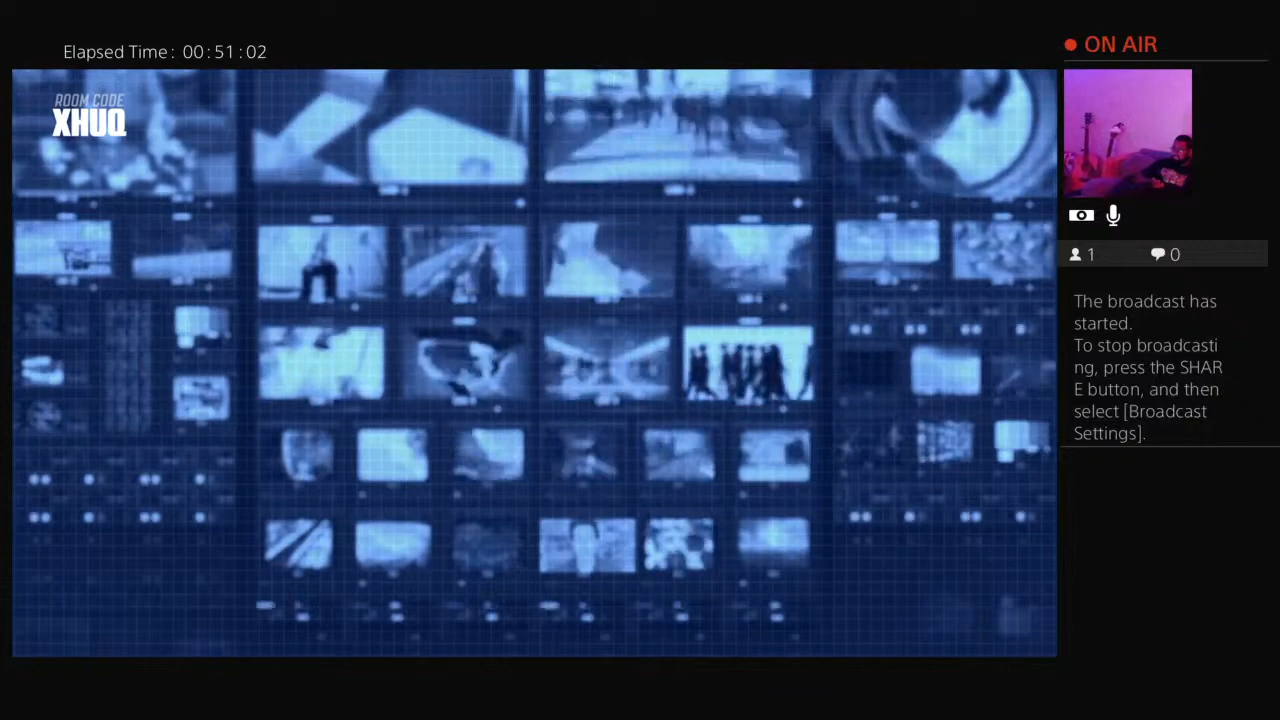 Elapsed Time: 00:51:02
ON AIR
ROOM CODE
XHUQ
1
0
The broadcast has
started.
To stop broadcasti
ng, press the SHAR
E button, and then
select [Broadcast
Settings].